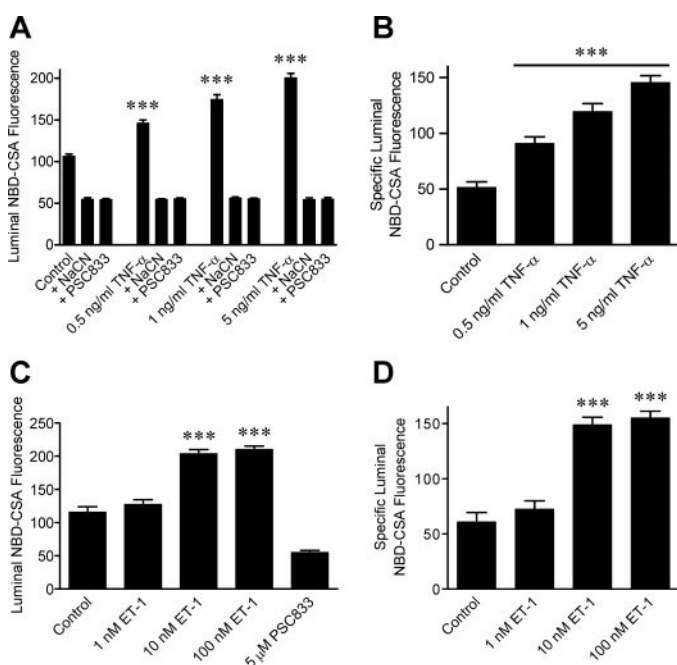 A
Luminal NBD-CSA Fluorescence
200
150
100
50
0
***
***
***
Control
+ NaCN
+ PSC833
0.5 ng/ml TNF-α
+ NaCN
+ PSC833
1 ng/ml TNF-α
+ NaCN
+ PSC833
5 ng/ml TNF-α
+ NaCN
+ PSC833
B
Specific Luminal
NBD-CSA Fluorescence
150
100
50
0
***
Control
0.5 ng/ml TNF-α
1 ng/ml TNF-α
5 ng/ml TNF-α
C
Luminal NBD-CSA Fluorescence
250
200
150
100
50
0
***
***
Control
1 nM ET-1
10 nM ET-1
100 nM ET-1
5 μM PSC833
D
Specific Luminal
NBD-CSA Fluorescence
150
100
50
0
***
***
Control
1 nM ET-1
10 nM ET-1
100 nM ET-1